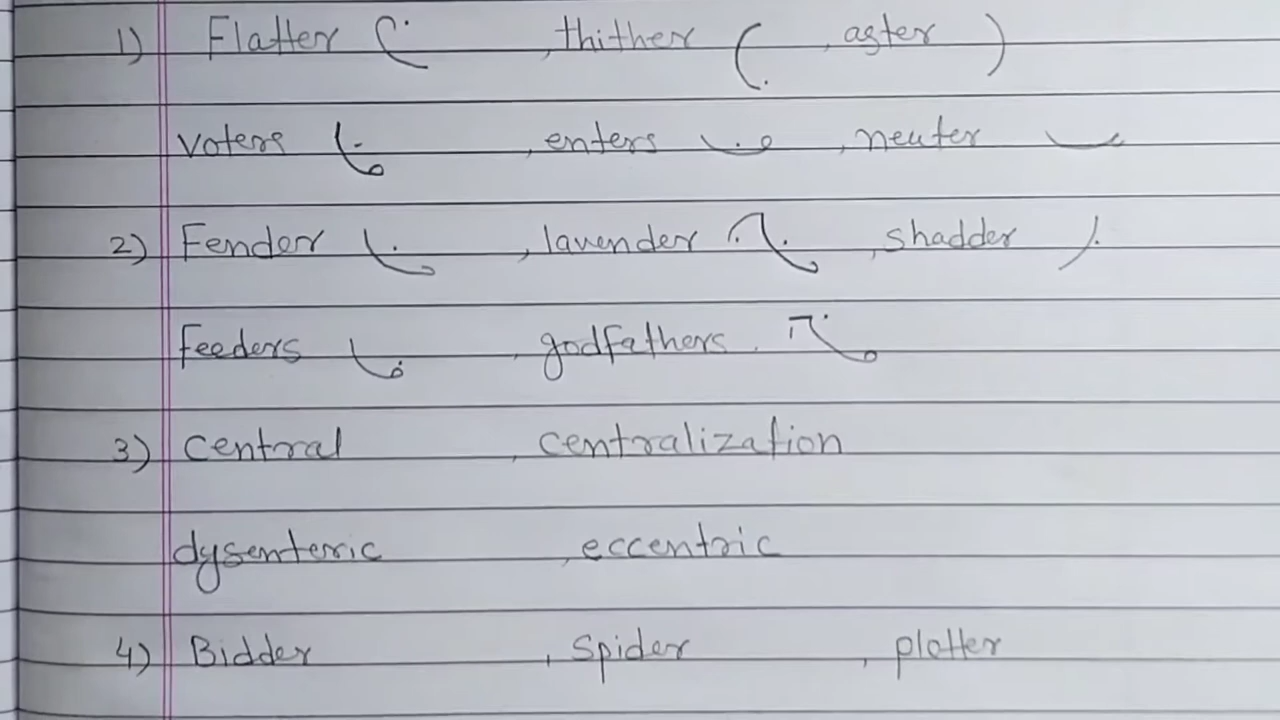 1) Flatter , thither ( , aster )
voters , enters , neuter
2) Fender , lavender , shadder
feeders , godfathers .
3) central , centralization
dysenteric , eccentric
4) Bidder , spider , plotter